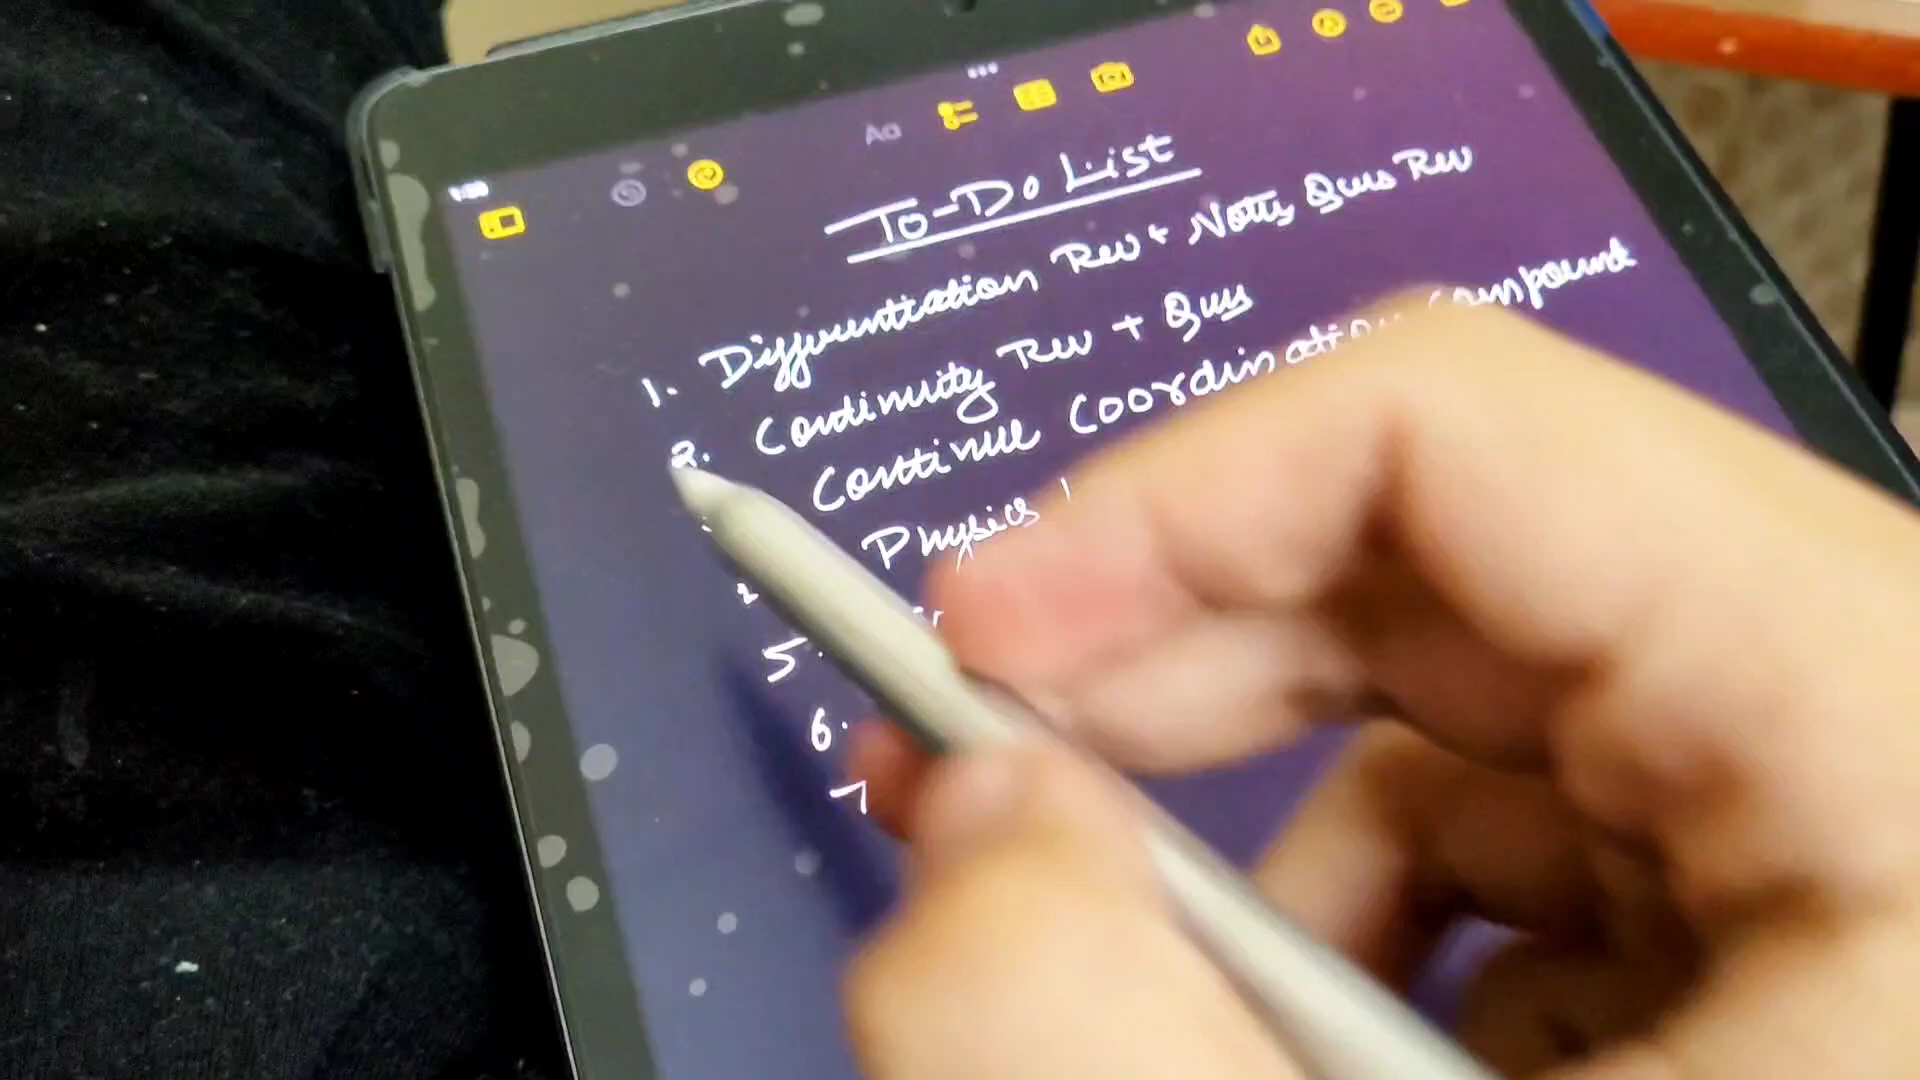 Aa
To-Do List
1. Differentiation Rev + Notes, Ques Rev
2. Continuity Rev + Ques
Continue Coordination Compound
Physics
5.
6.
7